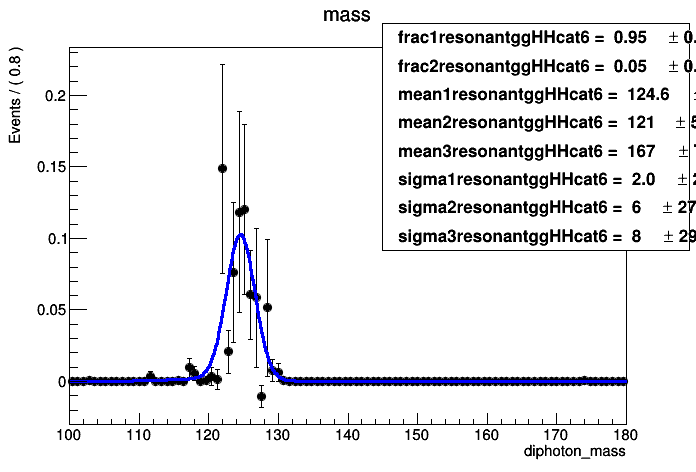 mass
frac1resonantggHHcat6 = 0.95 ± 0.
frac2resonantggHHcat6 = 0.05 ± 0.
mean1resonantggHHcat6 = 124.6 ±
mean2resonantggHHcat6 = 121 ± 5
mean3resonantggHHcat6 = 167 ±
sigma1resonantggHHcat6 = 2.0 ± 2
sigma2resonantggHHcat6 = 6 ± 27
sigma3resonantggHHcat6 = 8 ± 29
Events / ( 0.8 )
0.2
0.15
0.1
0.05
0
100 110 120 130 140 150 160 170 180
diphoton_mass